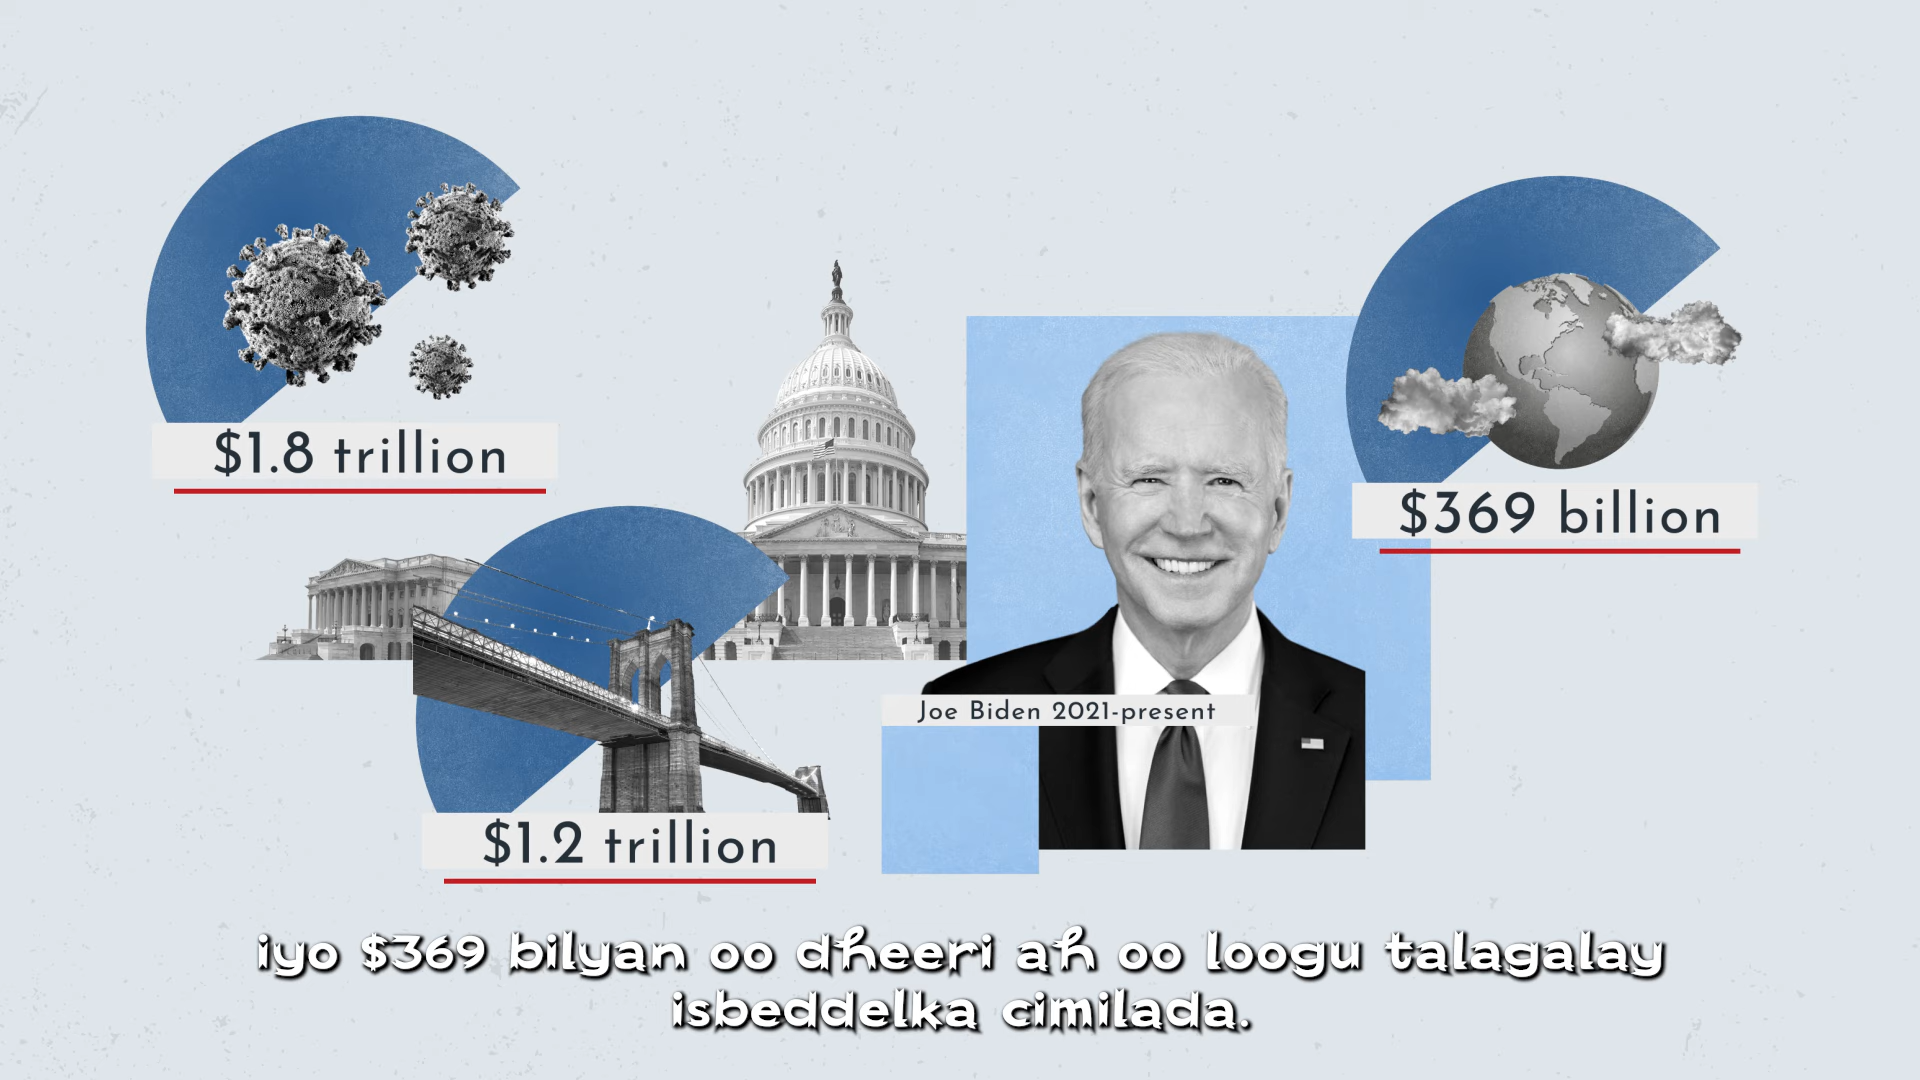 $1.8 trillion
$369 billion
Joe Biden 2021-present
$1.2 trillion
iyo $369 bilyan oo dheeri ah oo loogu talagalay
isbeddelka cimilada.